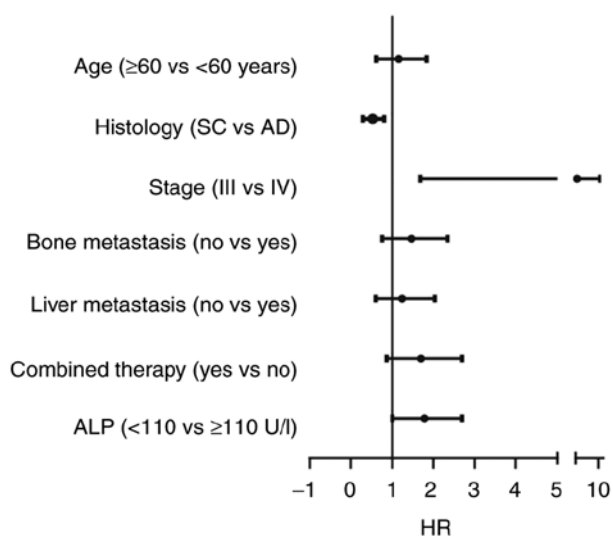 Age (≥60 vs <60 years)
Histology (SC vs AD)
Stage (III vs IV)
Bone metastasis (no vs yes)
Liver metastasis (no vs yes)
Combined therapy (yes vs no)
ALP (<110 vs ≥110 U/l)
−1 0 1 2 3 4 5 10
HR